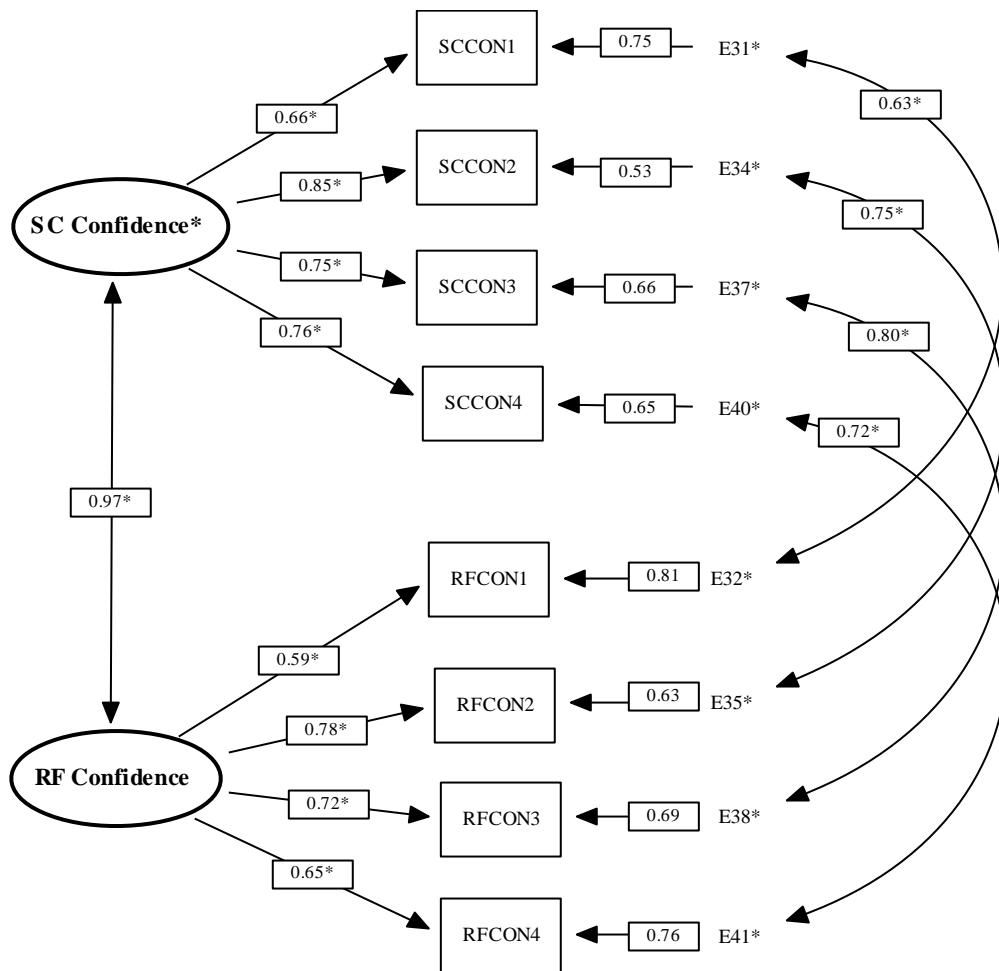 SCCON1
0.75
E31*
0.63*
0.66*
SCCON2
0.53
E34*
0.85*
0.75*
SC Confidence*
0.75*
SCCON3
0.66
E37*
0.80*
0.76*
SCCON4
0.65
E40*
0.72*
0.97*
RFCON1
0.81
E32*
0.59*
RFCON2
0.63
E35*
0.78*
RF Confidence
0.72*
RFCON3
0.69
E38*
0.65*
RFCON4
0.76
E41*